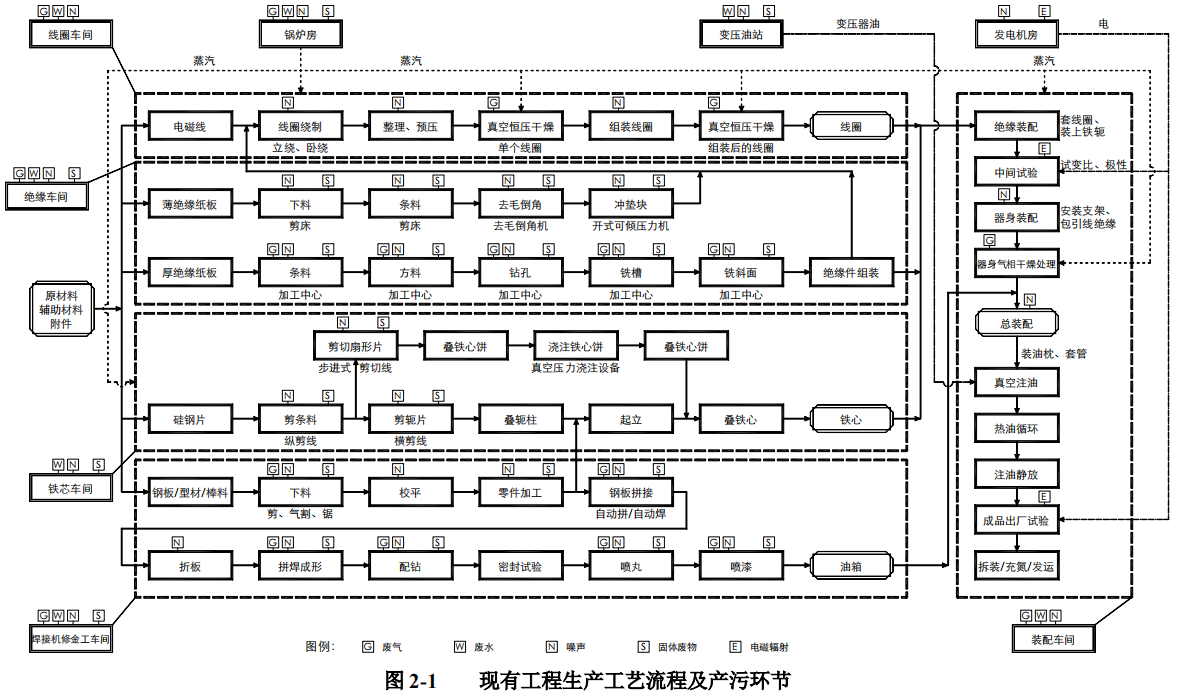 G W N
G W N S
W N S
N E
线圈车间
锅炉房
变压油站
变压器油
发电机房
电
蒸汽
蒸汽
蒸汽
N
N
G
N
G
电磁线
线圈绕制
整理、预压
真空恒压干燥
组装线圈
真空恒压干燥
线圈
立绕、卧绕
单个线圈
组装后的线圈
绝缘装配
套线圈、
装上铁轭
E
中间试验
试变比、极性
N
器身装配
安装支架、
包引线绝缘
G
器身气相干燥处理
N
总装配
装油枕、套管
真空注油
热油循环
注油静放
E
成品出厂试验
拆装/充氮/发运
G W N S
绝缘车间
N S
N S
N S
N S
薄绝缘纸板
下料
条料
去毛倒角
冲垫块
剪床
剪床
去毛倒角机
开式可倾压力机
G N S
G N S
G N S
G N S
G N S
厚绝缘纸板
条料
方料
钻孔
铣槽
铣斜面
绝缘件组装
加工中心
加工中心
加工中心
加工中心
加工中心
原材料
辅助材料
附件
N S
剪切扇形片
叠铁心饼
浇注铁心饼
叠铁心饼
步进式 剪切线
真空压力浇注设备
N S
N S
硅钢片
剪条料
剪轭片
叠轭柱
起立
叠铁心
铁心
纵剪线
横剪线
W N S
铁芯车间
G N S
N
N S
G N S
钢板/型材/棒料
下料
校平
零件加工
钢板拼接
剪、气割、锯
自动拼/自动焊
N
G N S
G N S
G N S
G N S
折板
拼焊成形
配钻
密封试验
喷丸
喷漆
油箱
G W N S
焊接机修金工车间
G W N
装配车间
图例：
G 废气
W 废水
N 噪声
S 固体废物
E 电磁辐射
图 2-1 现有工程生产工艺流程及产污环节